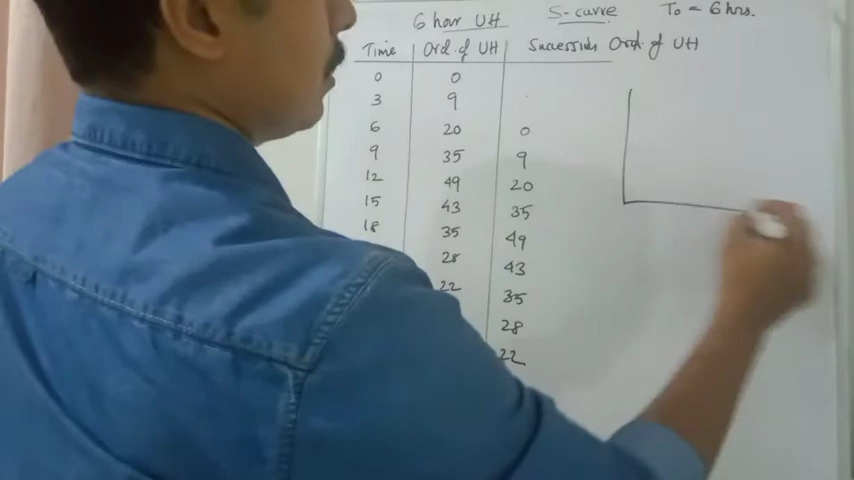 6 hour UH S-curve To = 6 hrs.
Time Ord. of UH Successive Ord. of UH
0 0
3 9
6 20 0
9 35 9
12 49 20
15 43 35
18 35 49
28 43
22 35
28
22